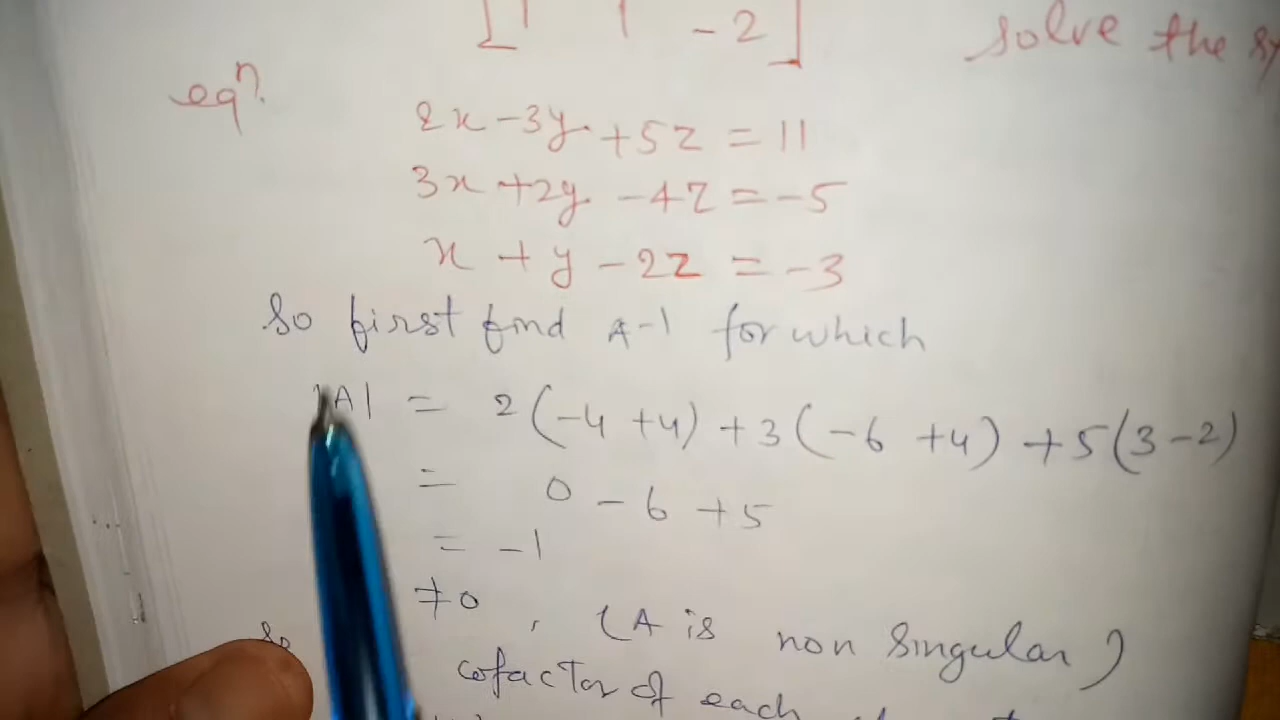 [1 1 -2] solve the
eqn.
2x - 3y + 5z = 11
3x + 2y - 4z = -5
x + y - 2z = -3
So first find A-1 for which
|A| = 2(-4 +4) +3(-6 +4) +5(3-2)
= 0 - 6 + 5
= -1
≠0, (A is non Singular)
So
cofactor of each